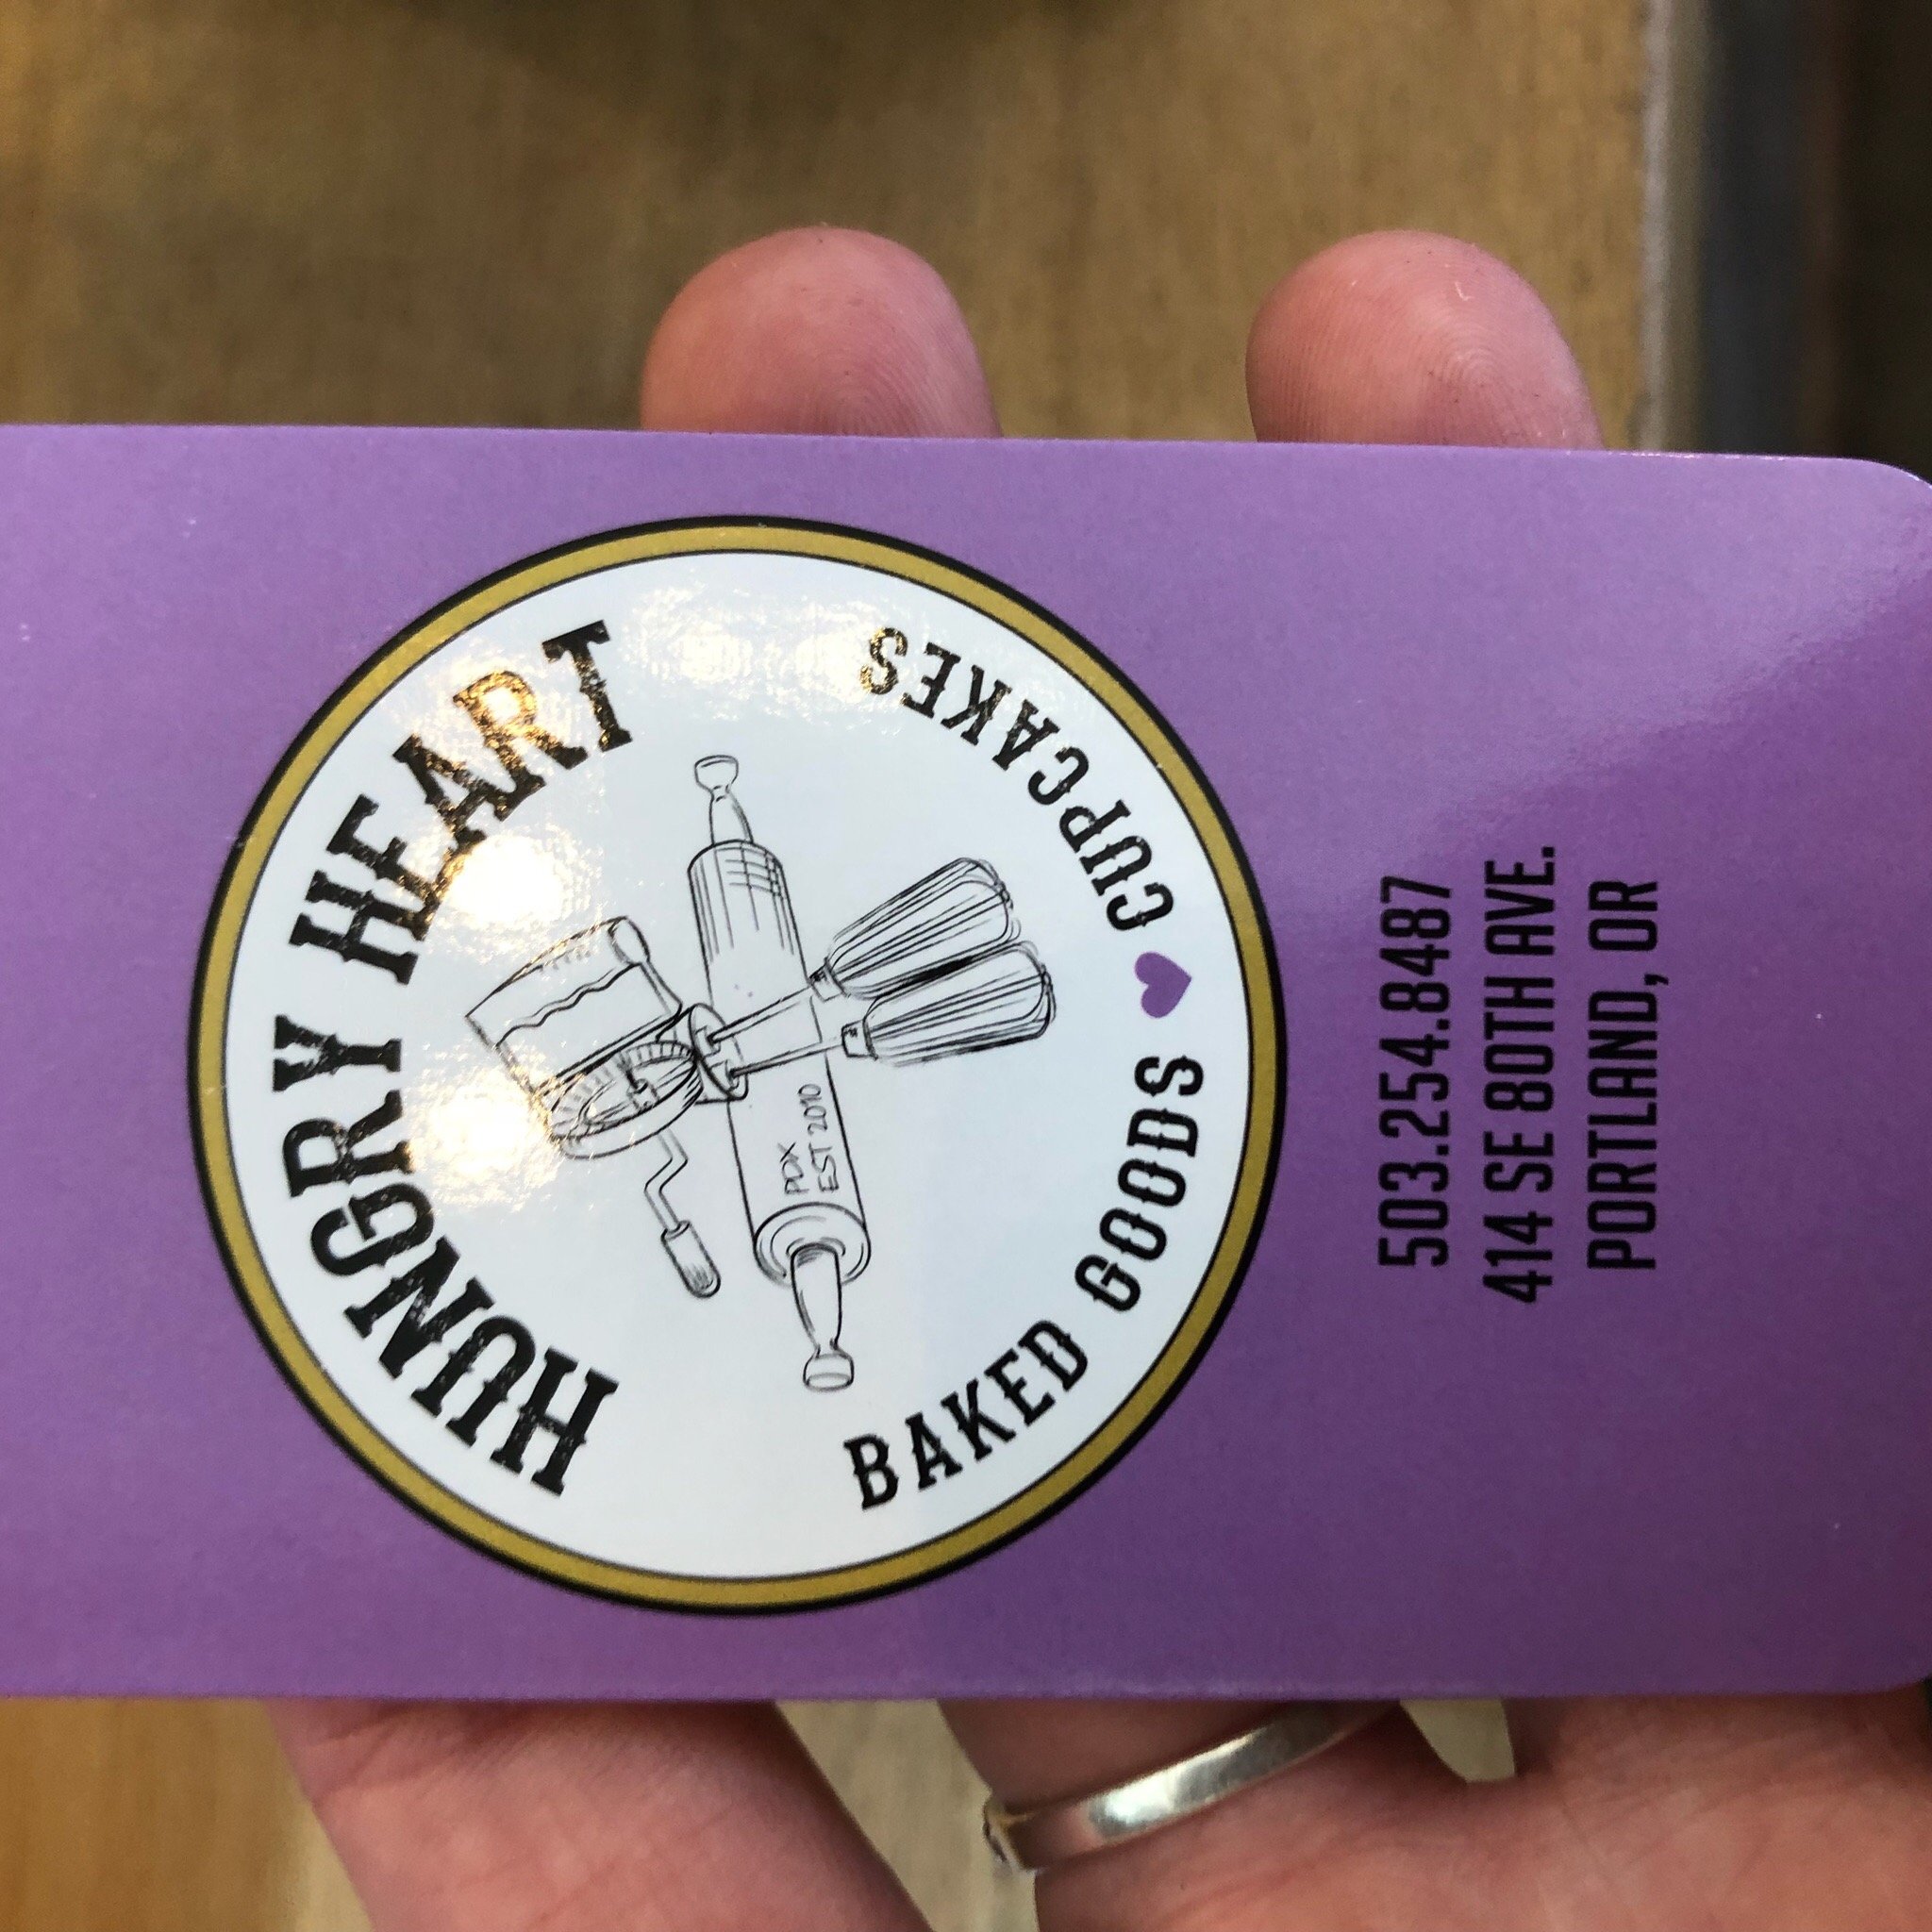 HUNGRY HEART
PDX
EST 2010
BAKED GOODS CUPCAKES
503.254.8487
414 SE 80TH AVE.
PORTLAND, OR